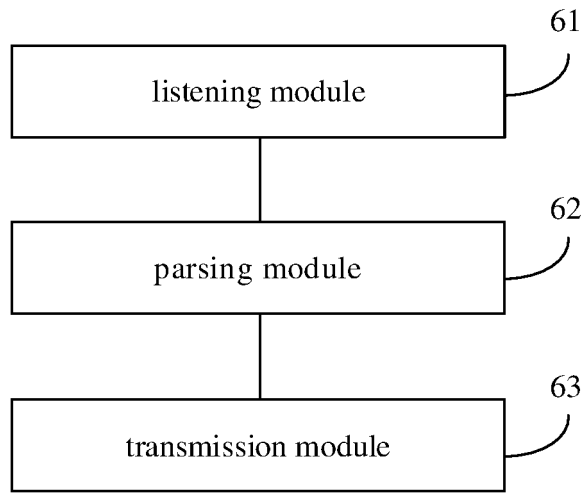 61
listening module
62
parsing module
63
transmission module